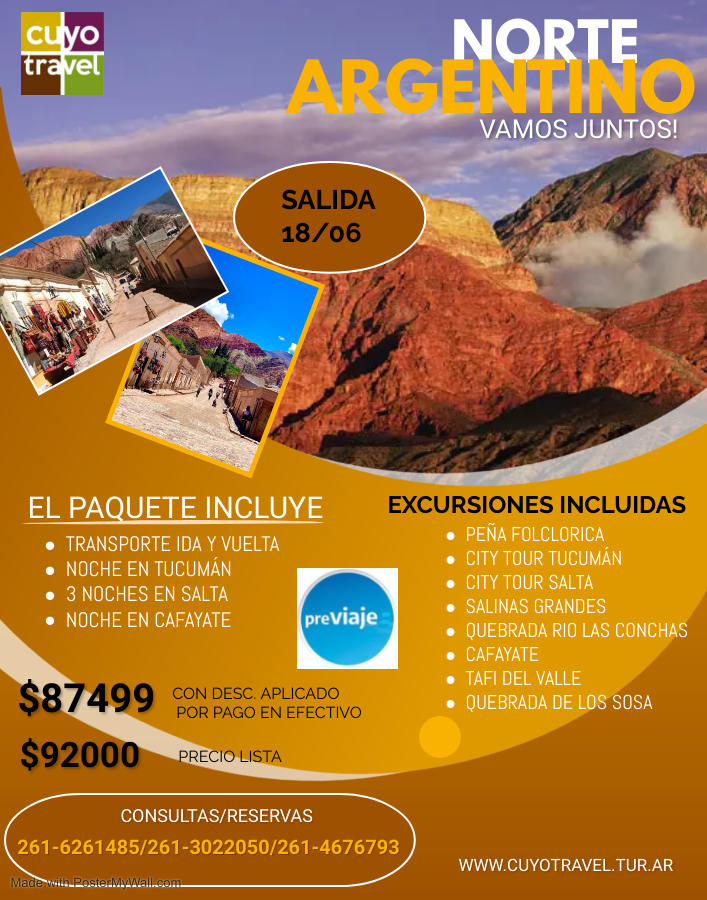 cuyo
travel
NORTE
ARGENTINO
VAMOS JUNTOS!
SALIDA
18/06
EL PAQUETE INCLUYE
TRANSPORTE IDA Y VUELTA
NOCHE EN TUCUMÁN
3 NOCHES EN SALTA
NOCHE EN CAFAYATE
preViaje
EXCURSIONES INCLUIDAS
PEÑA FOLCLORICA
CITY TOUR TUCUMÁN
CITY TOUR SALTA
SALINAS GRANDES
QUEBRADA RIO LAS CONCHAS
CAFAYATE
TAFI DEL VALLE
QUEBRADA DE LOS SOSA
$87499 CON DESC. APLICADO
POR PAGO EN EFECTIVO
$92000 PRECIO LISTA
CONSULTAS/RESERVAS
261-6261485/261-3022050/261-4676793
WWW.CUYOTRAVEL.TUR.AR
Made with PosterMyWall.com